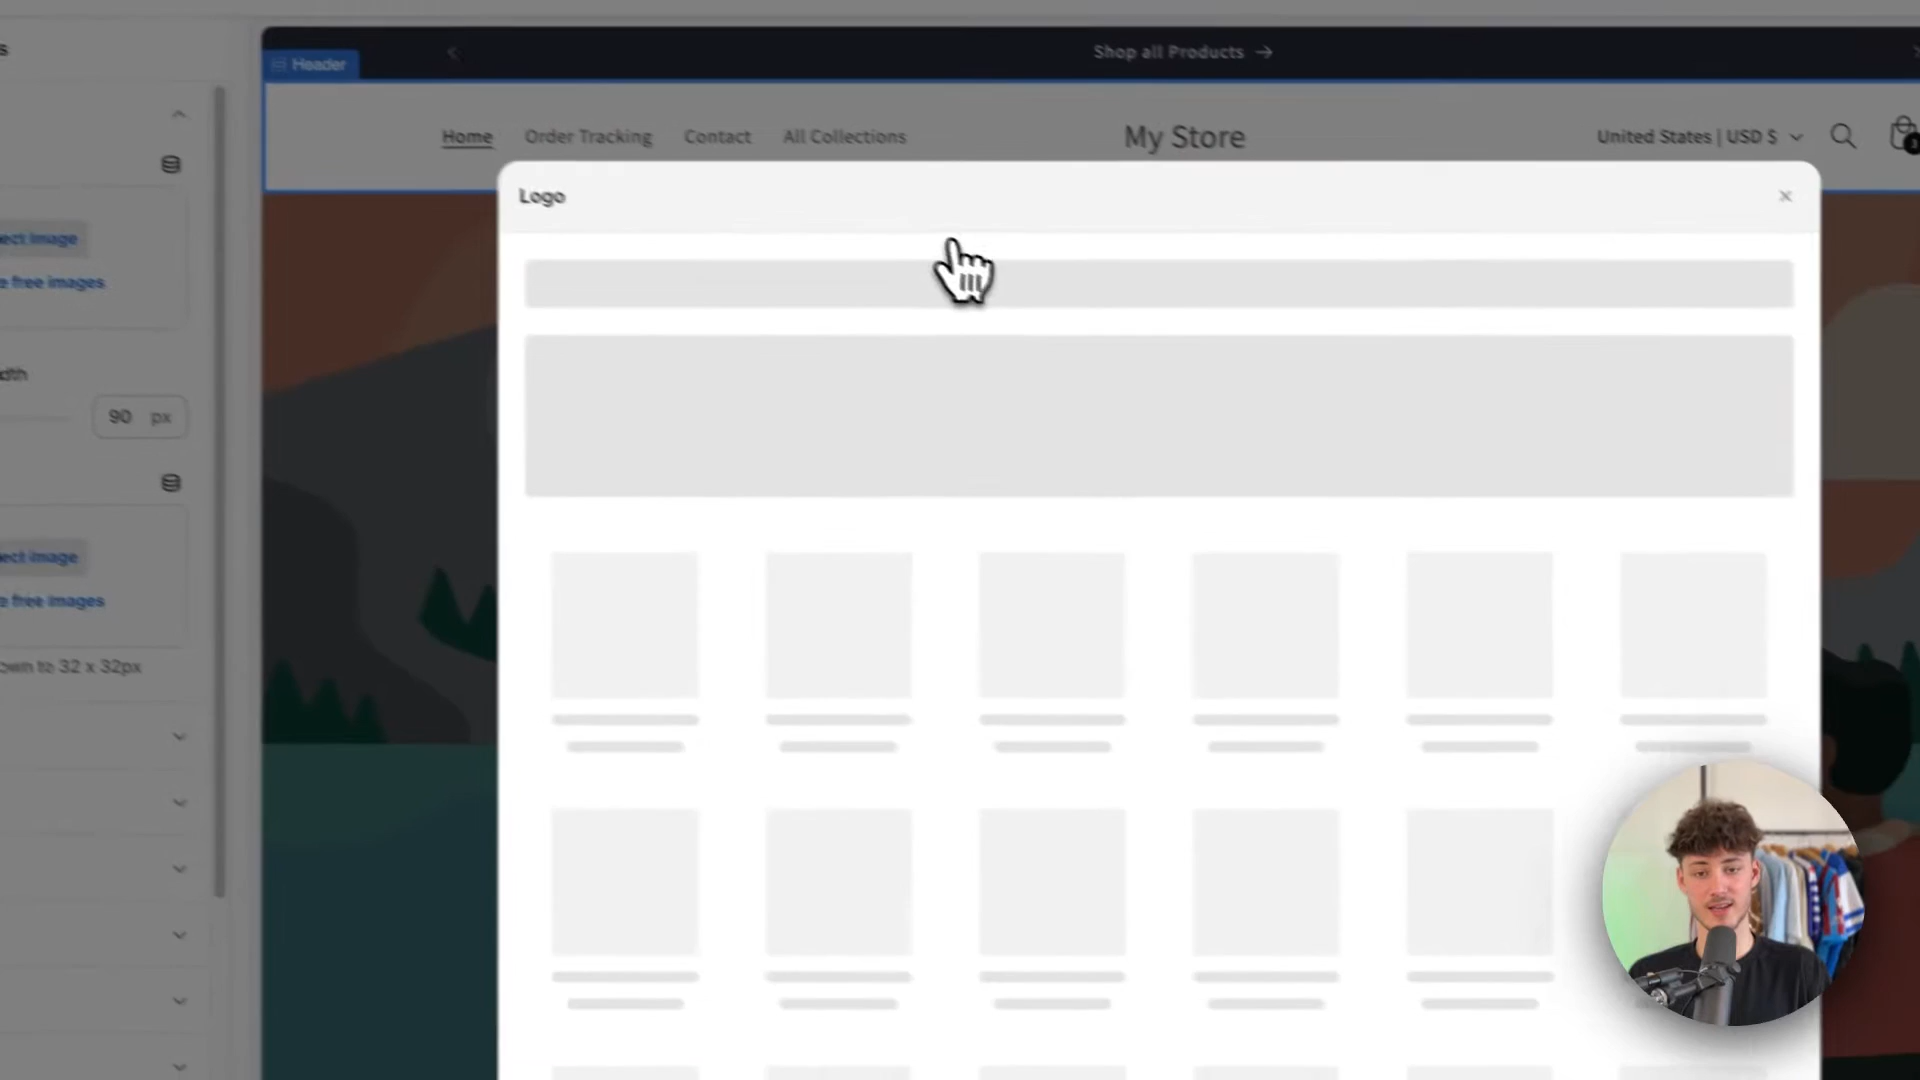 Shop all Products →
Header
Home Order Tracking Contact All Collections
My Store
United States | USD $
Logo
ect image
e free images
dth
90 px
ect image
e free images
own to 32 x 32px